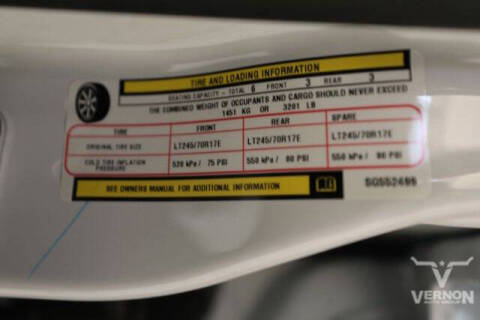 TIRE AND LOADING INFORMATION
SEATING CAPACITY - TOTAL 6 FRONT 3 REAR 3
THE COMBINED WEIGHT OF OCCUPANTS AND CARGO SHOULD NEVER EXCEED
1451 KG OR 3201 LB
TIRE FRONT REAR SPARE
ORIGINAL TIRE SIZE LT245/70R17E LT245/70R17E LT245/70R17E
COLD TIRE INFLATION PRESSURE 520 kPa / 75 PSI 550 kPa / 80 PSI 550 kPa / 80 PSI
SEE OWNERS MANUAL FOR ADDITIONAL INFORMATION
VERNON
AUTO GROUP